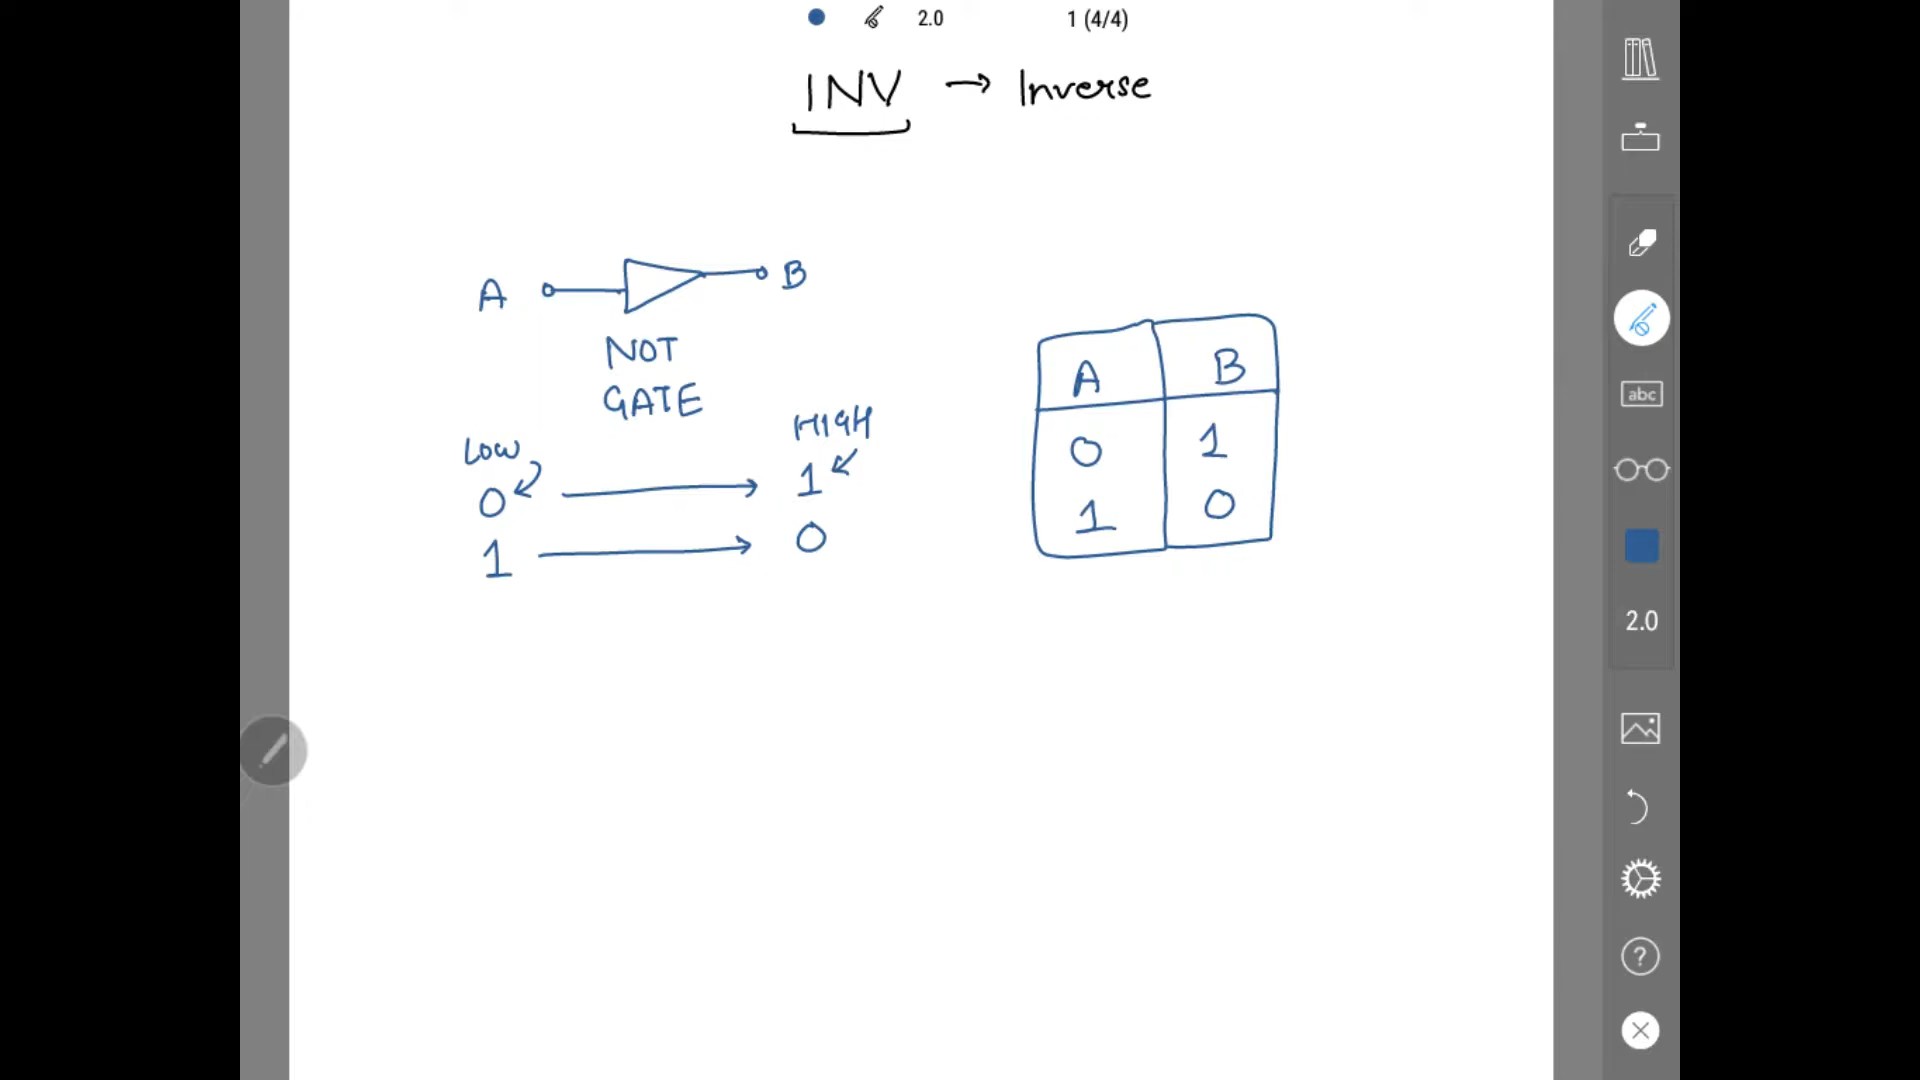 2.0 1 (4/4)
INV → Inverse
A B
NOT
GATE
LOW HIGH
0 → 1
1 → 0
A B
0 1
1 0
abc
2.0
?